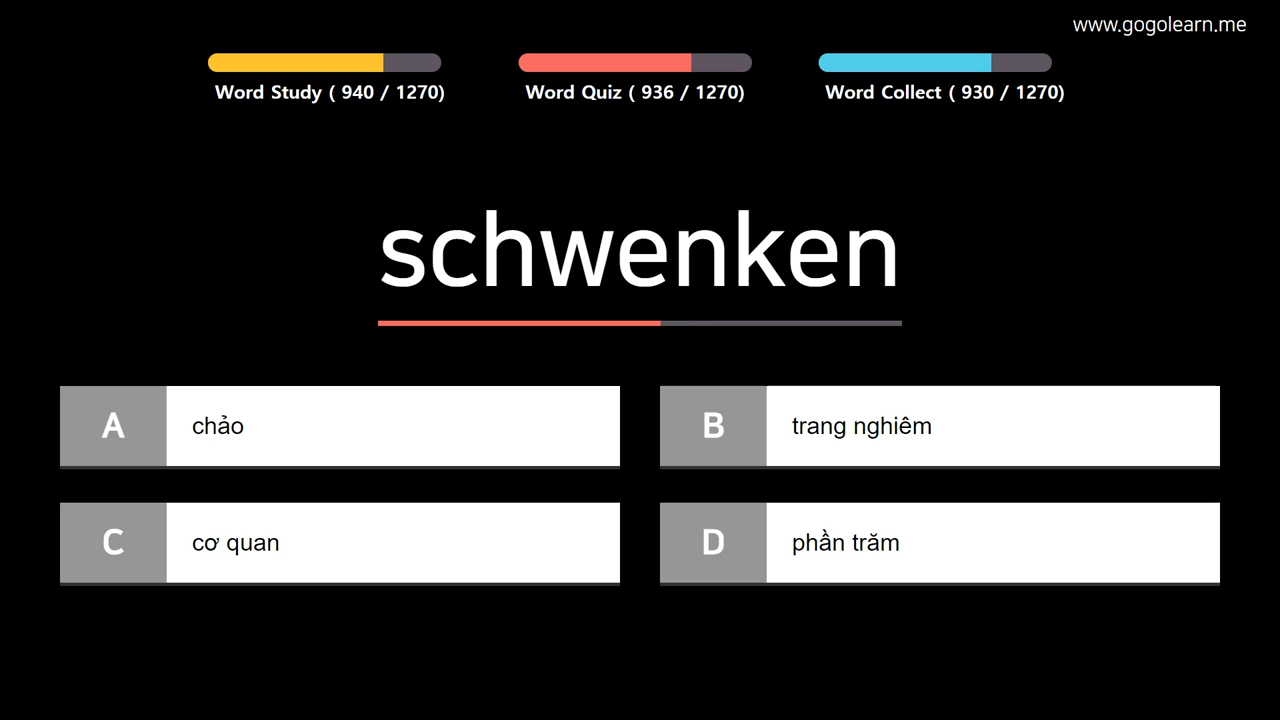 www.gogolearn.me
Word Study ( 940 / 1270)
Word Quiz ( 936 / 1270)
Word Collect ( 930 / 1270)
schwenken
A chảo
B trang nghiêm
C cơ quan
D phần trăm